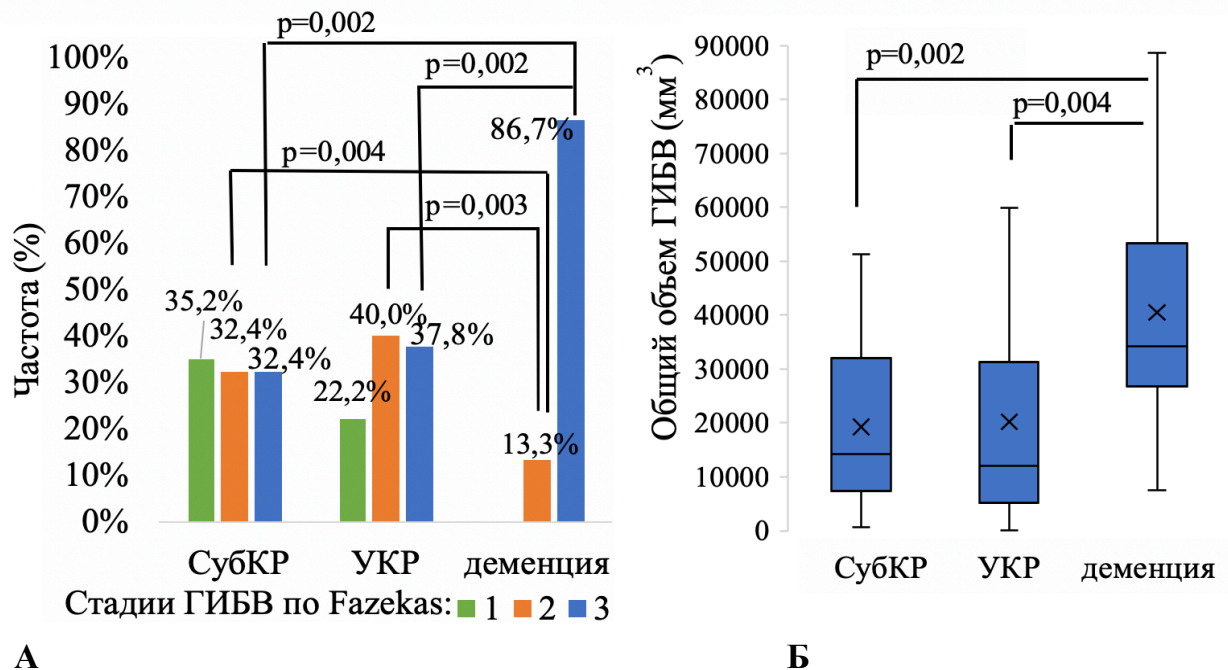 p=0,002
100%
p=0,002
90%
86,7%
80%
p=0,004
70%
p=0,003
60%
50%
35,2%
40,0%
40%
32,4%
37,8%
32,4%
30%
22,2%
20%
13,3%
10%
0%
Частота (%)
СубКР УКР деменция
Стадии ГИБВ по Fazekas: 1 2 3
А
90000
p=0,002
80000
p=0,004
70000
60000
50000
40000
30000
20000
10000
0
Общий объем ГИБВ (мм³)
СубКР УКР деменция
Б